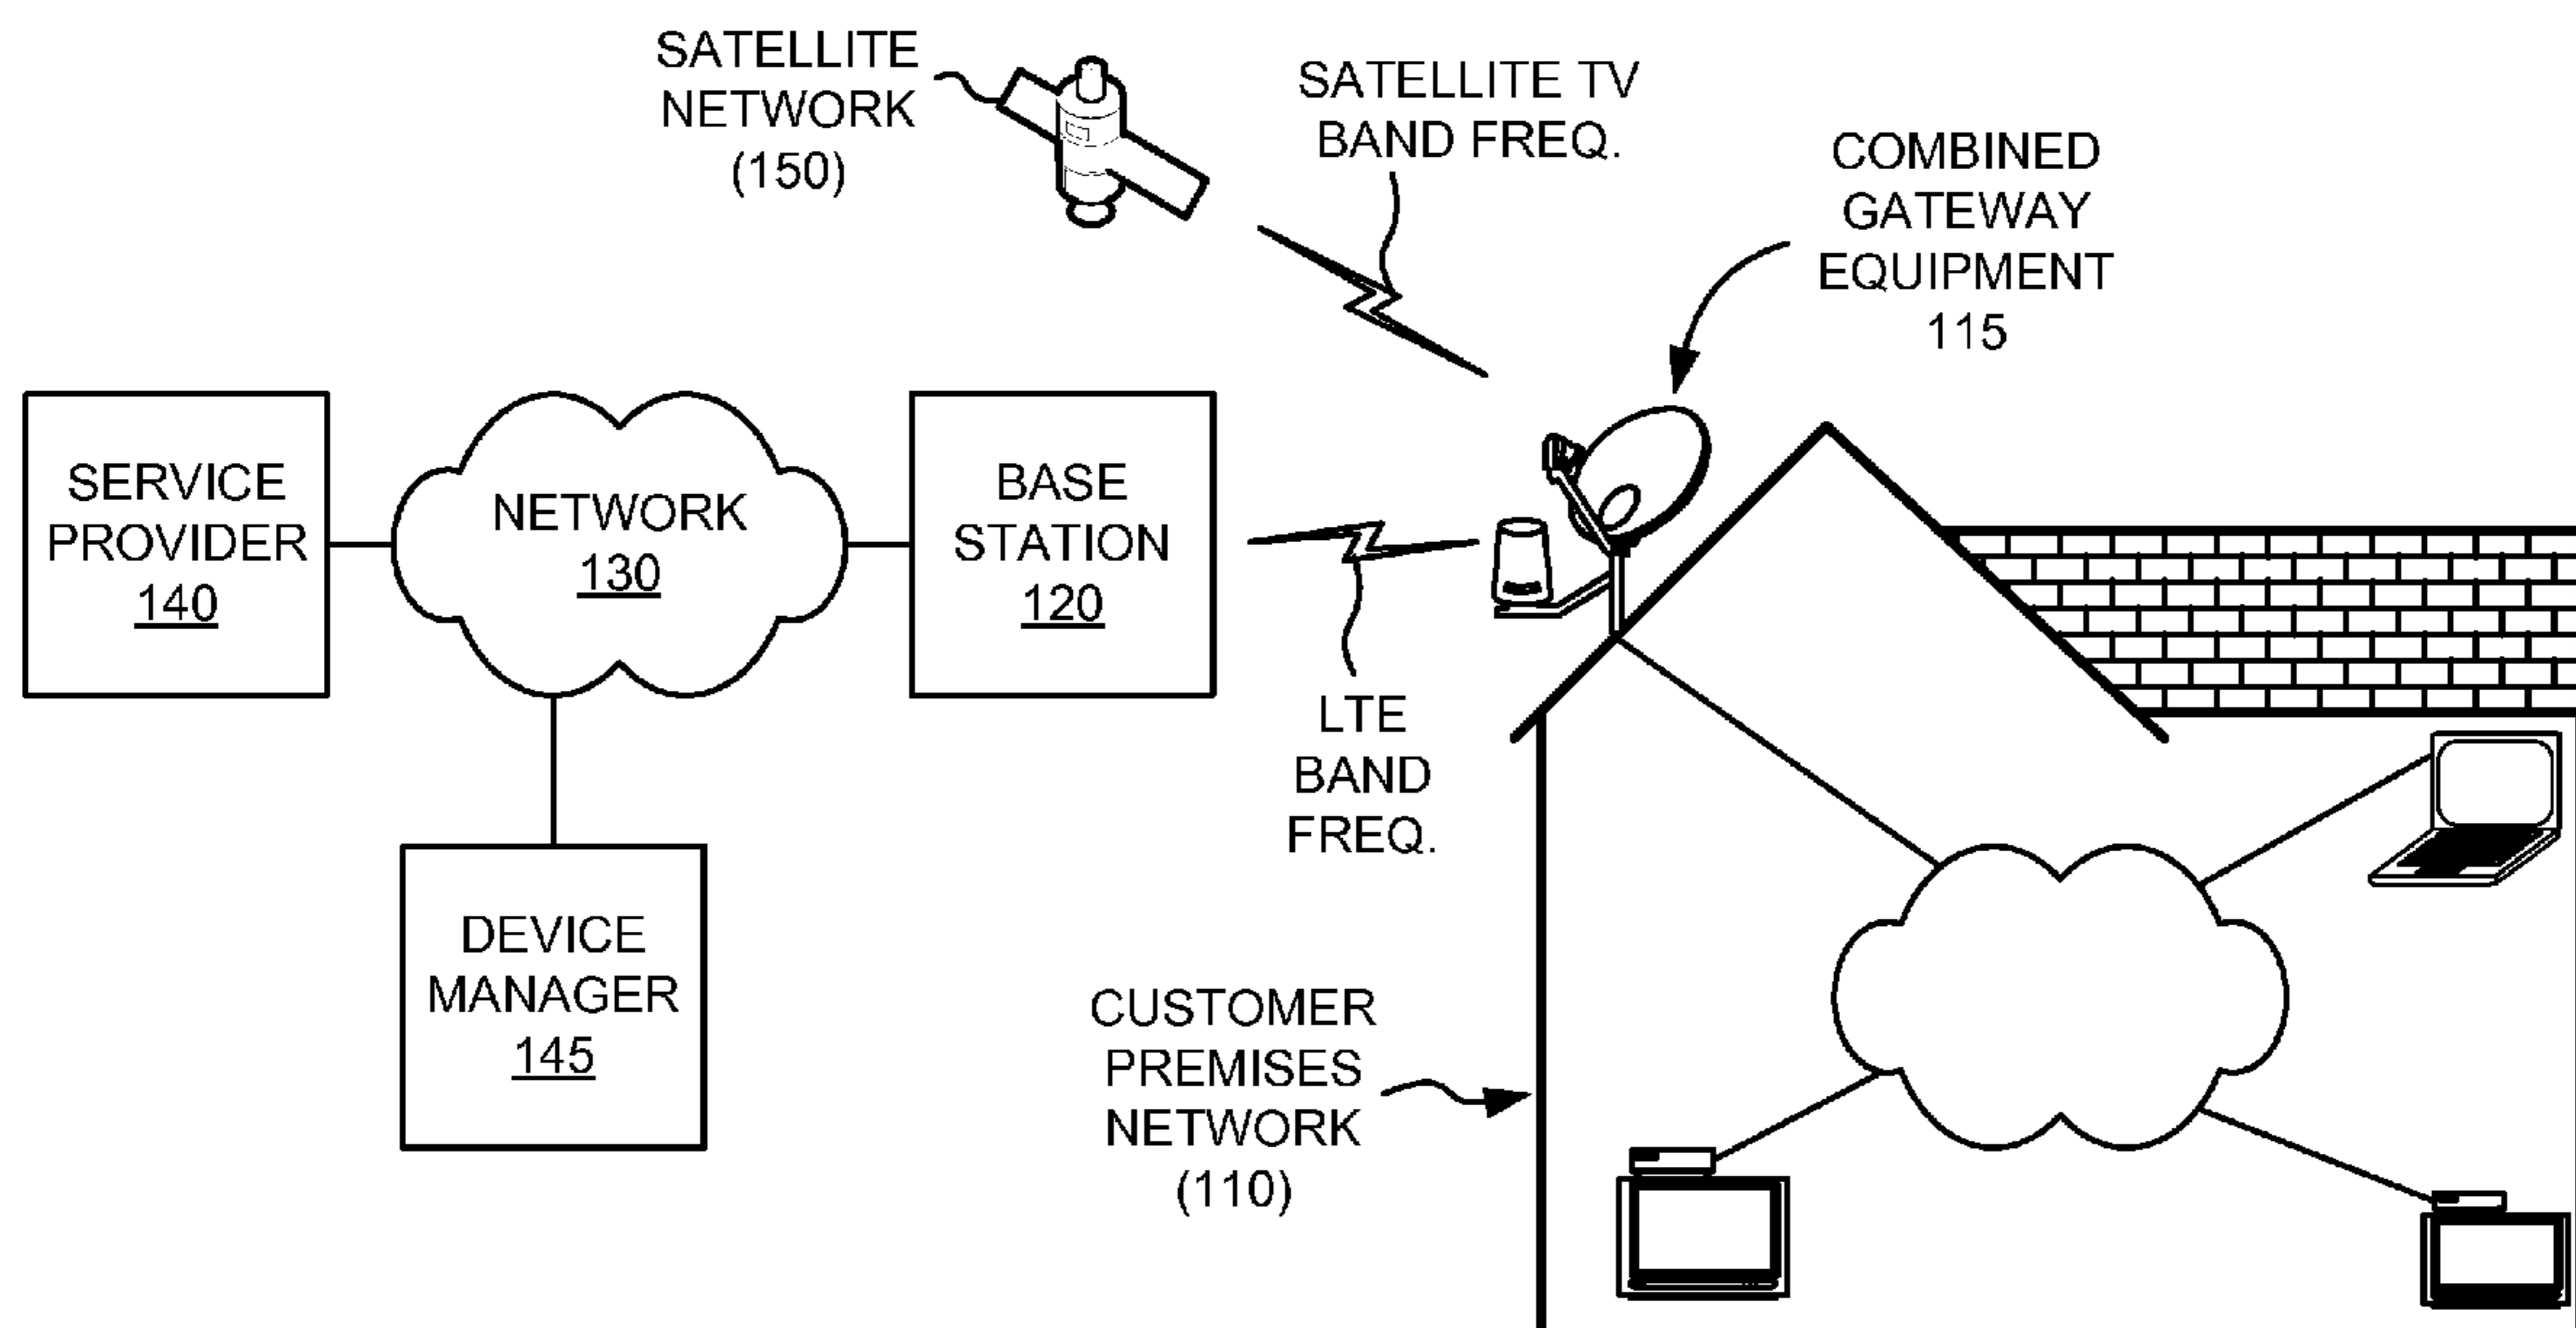 SATELLITE
NETWORK
(150)
SATELLITE TV
BAND FREQ.
COMBINED
GATEWAY
EQUIPMENT
115
SERVICE
PROVIDER
140
NETWORK
130
BASE
STATION
120
LTE
BAND
FREQ.
DEVICE
MANAGER
145
CUSTOMER
PREMISES
NETWORK
(110)